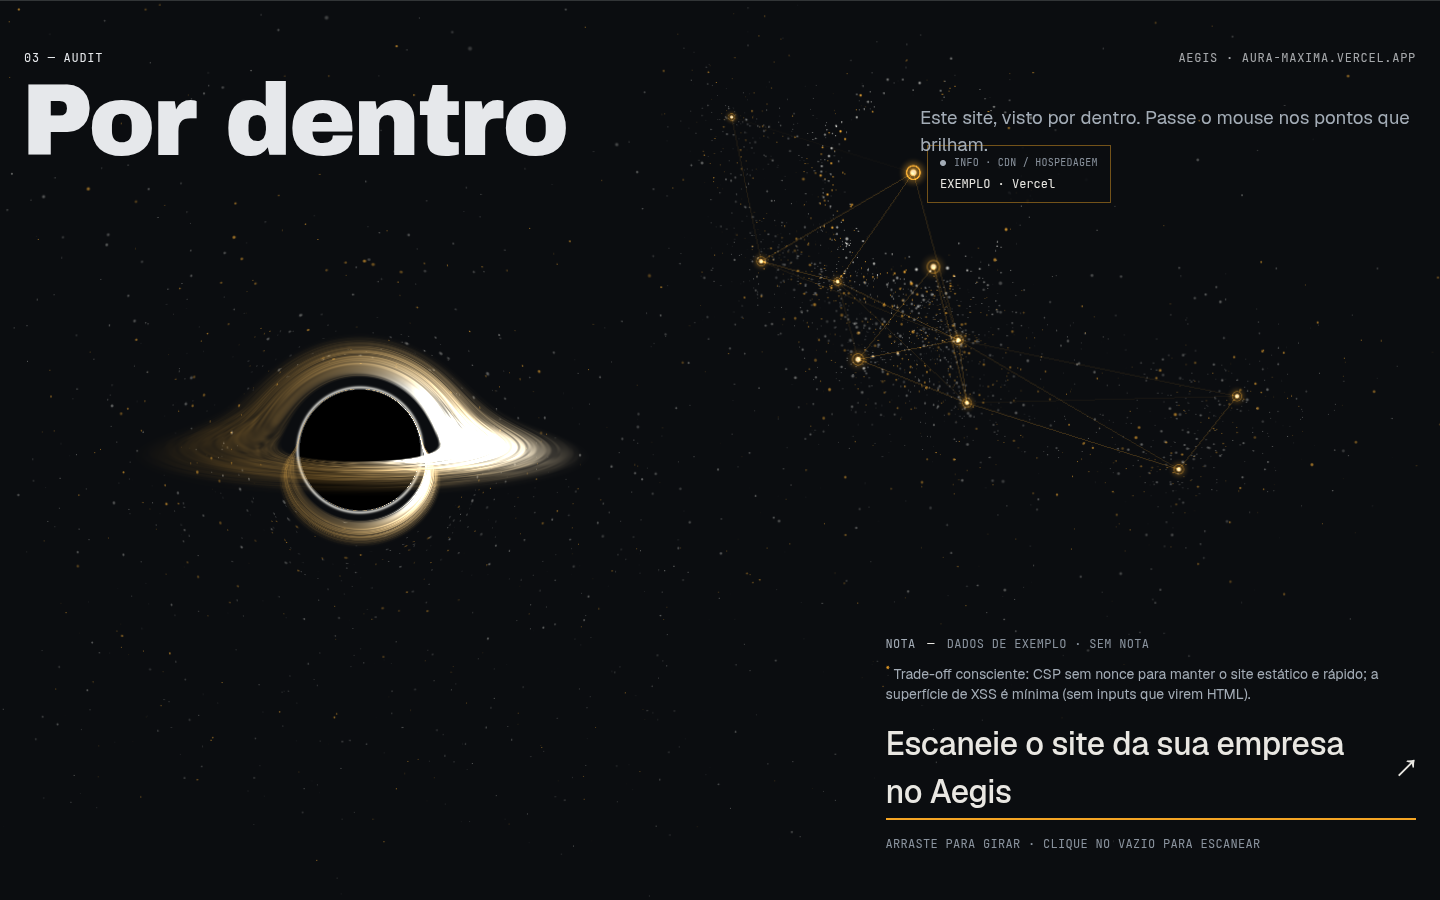 03 — AUDIT
AEGIS · AURA-MAXIMA.VERCEL.APP
Por dentro
Este site, visto por dentro. Passe o mouse nos pontos que
brilham.
INFO · CDN / HOSPEDAGEM
EXEMPLO · Vercel
NOTA — DADOS DE EXEMPLO · SEM NOTA
Trade-off consciente: CSP sem nonce para manter o site estático e rápido; a
superfície de XSS é mínima (sem inputs que virem HTML).
Escaneie o site da sua empresa
no Aegis ↗
ARRASTE PARA GIRAR · CLIQUE NO VAZIO PARA ESCANEAR